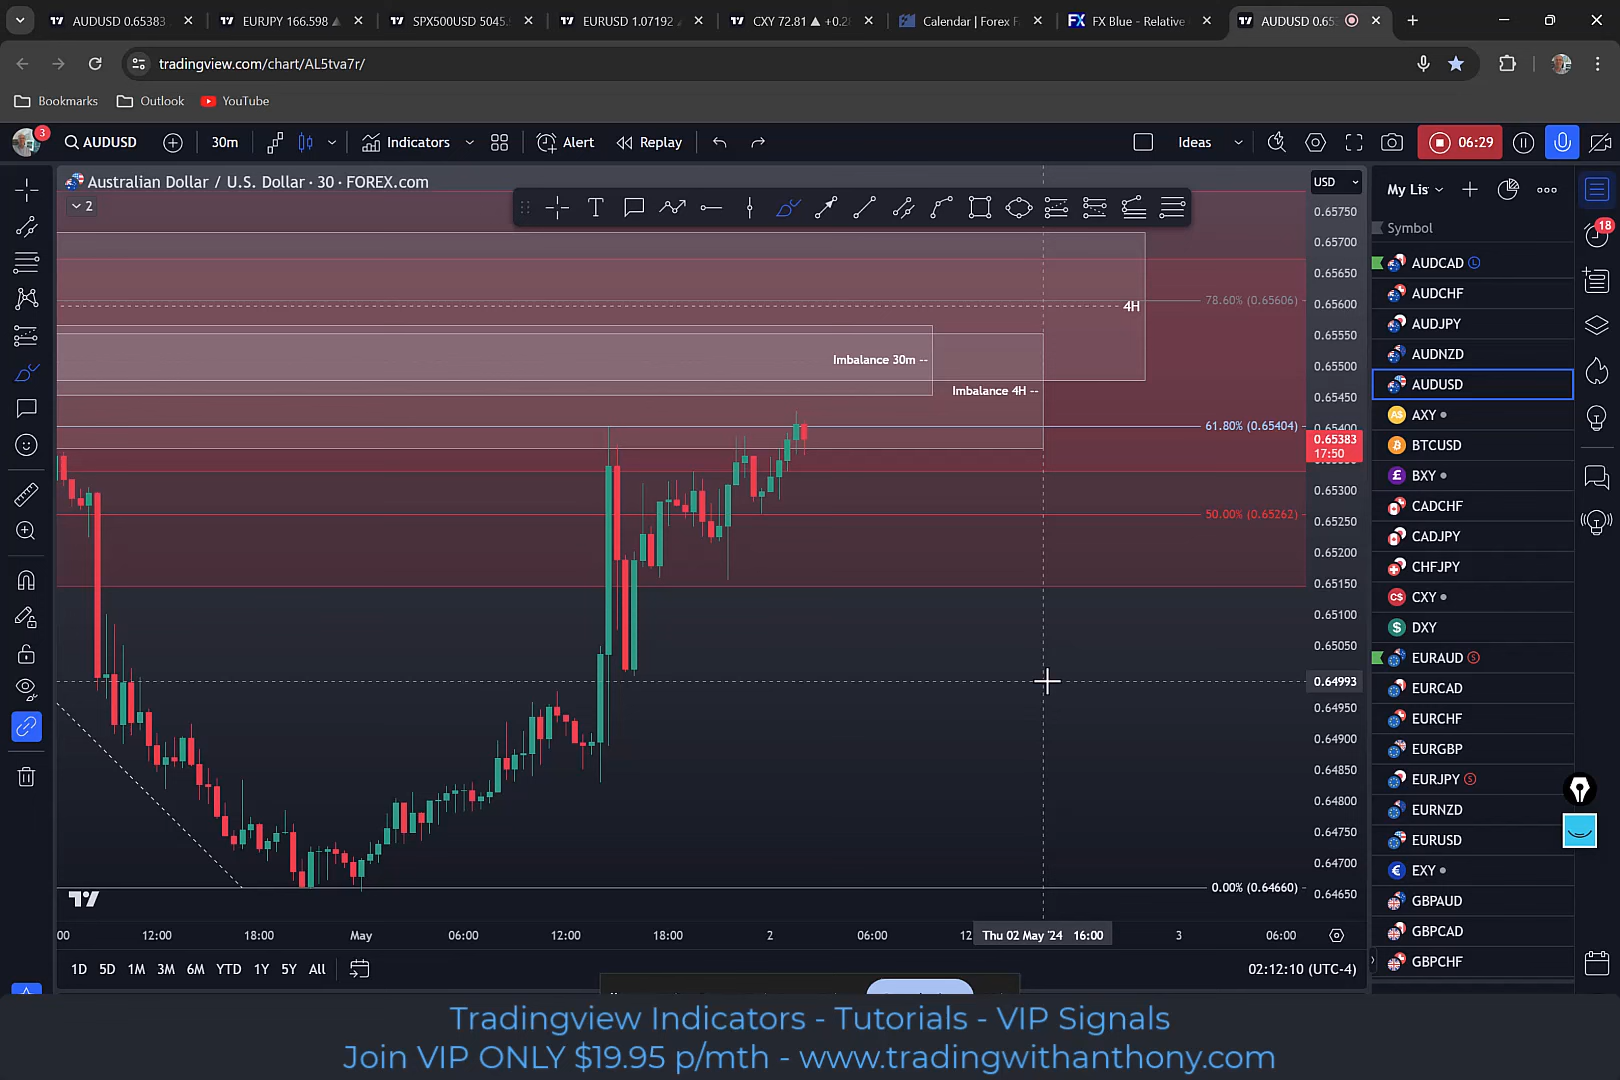 AUDUSD 0.65383
EURJPY 166.598
SPX500USD 5045.
EURUSD 1.07192
CXY 72.81 ▲ +0.2
Calendar | Forex F
FX Blue - Relative
AUDUSD 0.653
tradingview.com/chart/AL5tva7r/
Bookmarks
Outlook
YouTube
3
AUDUSD
30m
Indicators
Alert
Replay
Ideas
06:29
Australian Dollar / U.S. Dollar · 30 · FOREX.com
2
USD
My Lis
18
Symbol
0.65750
0.65700
0.65650
0.65600
0.65550
0.65500
0.65450
0.65400
0.65383
17:50
0.65300
0.65250
0.65200
0.65150
0.65100
0.65050
0.64993
0.64950
0.64900
0.64850
0.64800
0.64750
0.64700
0.64650
78.60% (0.65606)
4H
Imbalance 30m --
Imbalance 4H --
61.80% (0.65404)
50.00% (0.65262)
0.00% (0.64660)
AUDCAD L
AUDCHF
AUDJPY
AUDNZD
AUDUSD
A$ AXY
BTCUSD
£ BXY
CADCHF
CADJPY
CHFJPY
C$ CXY
$ DXY
EURAUD S
EURCAD
EURCHF
EURGBP
EURJPY S
EURNZD
EURUSD
€ EXY
GBPAUD
GBPCAD
GBPCHF
:00 12:00 18:00 May 06:00 12:00 18:00 2 06:00 12 Thu 02 May '24 16:00 3 06:00
1D 5D 1M 3M 6M YTD 1Y 5Y All
02:12:10 (UTC-4)
Tradingview Indicators - Tutorials - VIP Signals
Join VIP ONLY $19.95 p/mth - www.tradingwithanthony.com